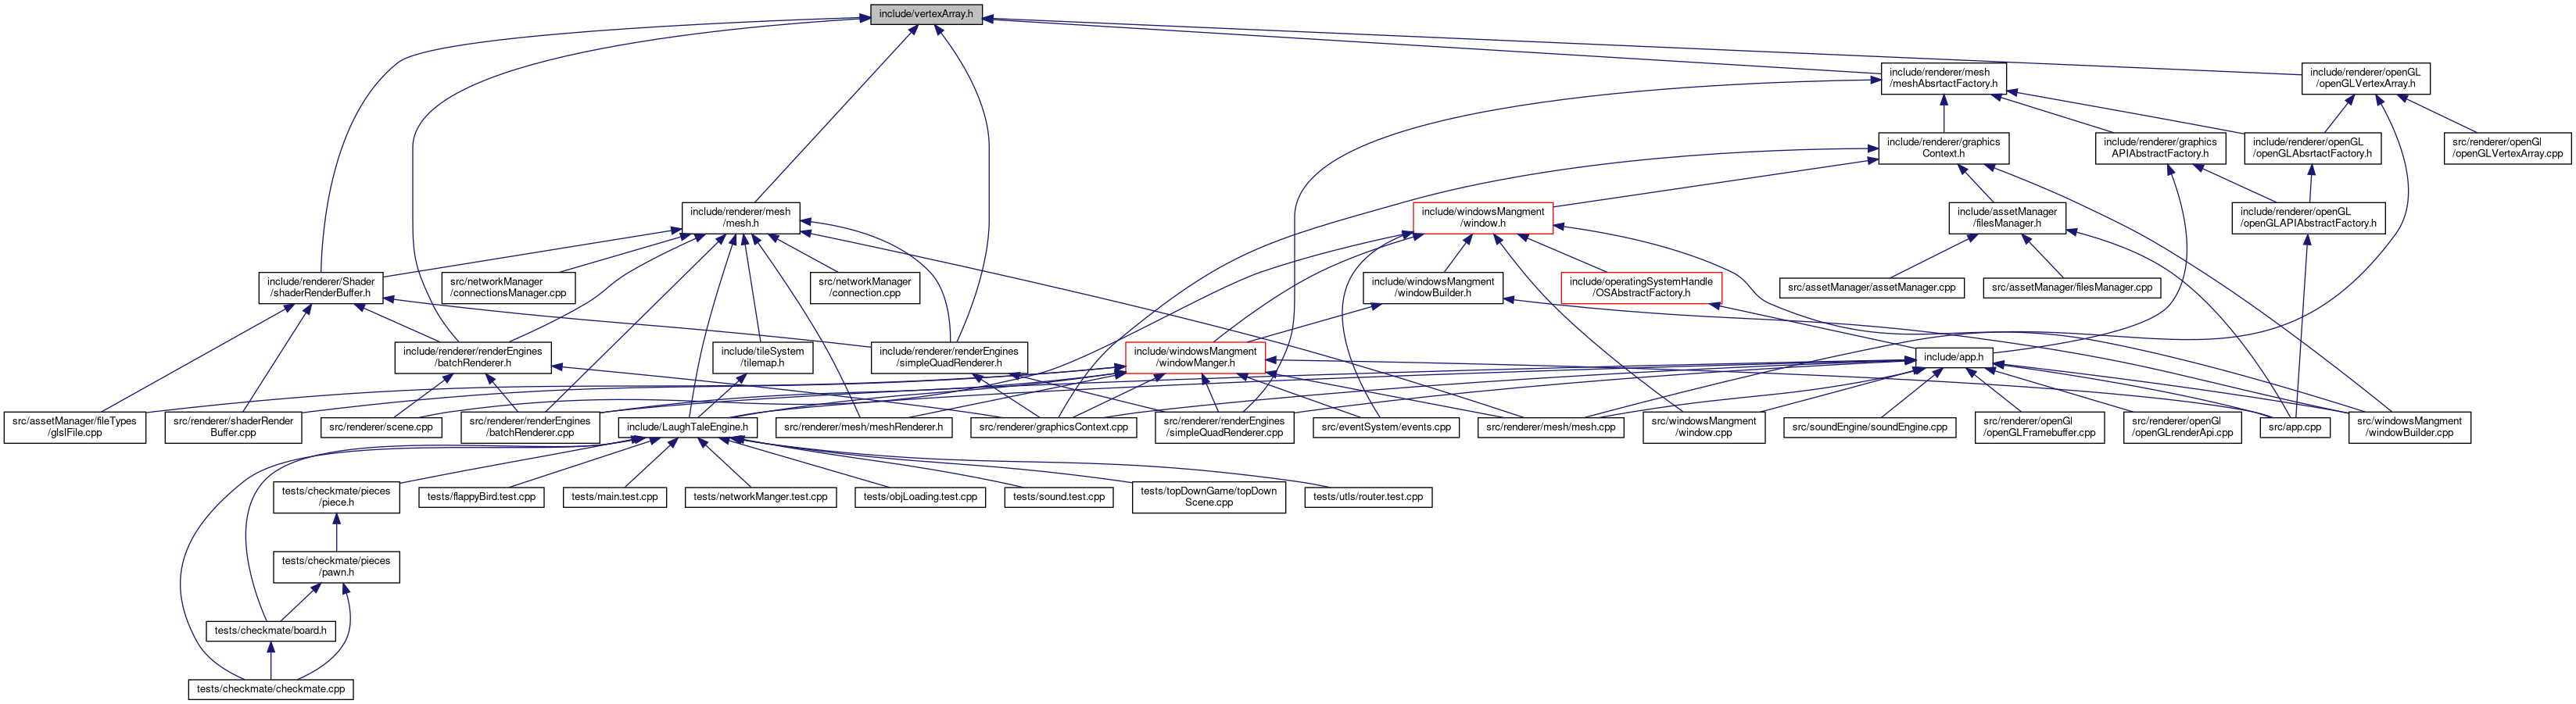 include/vertexArray.h
include/renderer/mesh
/meshAbsrtactFactory.h
include/renderer/openGL
/openGLVertexArray.h
include/renderer/graphics
Context.h
include/renderer/graphics
APIAbstractFactory.h
include/renderer/openGL
/openGLAbsrtactFactory.h
src/renderer/openGl
/openGLVertexArray.cpp
include/renderer/mesh
/mesh.h
include/windowsMangment
/window.h
include/assetManager
/filesManager.h
include/renderer/openGL
/openGLAPIAbstractFactory.h
include/renderer/Shader
/shaderRenderBuffer.h
src/networkManager
/connectionsManager.cpp
src/networkManager
/connection.cpp
include/windowsMangment
/windowBuilder.h
include/operatingSystemHandle
/OSAbstractFactory.h
src/assetManager/assetManager.cpp
src/assetManager/filesManager.cpp
include/renderer/renderEngines
/batchRenderer.h
include/tileSystem
/tilemap.h
include/renderer/renderEngines
/simpleQuadRenderer.h
include/windowsMangment
/windowManger.h
include/app.h
src/assetManager/fileTypes
/glslFile.cpp
src/renderer/shaderRender
Buffer.cpp
src/renderer/scene.cpp
src/renderer/renderEngines
/batchRenderer.cpp
include/LaughTaleEngine.h
src/renderer/mesh/meshRenderer.h
src/renderer/graphicsContext.cpp
src/renderer/renderEngines
/simpleQuadRenderer.cpp
src/eventSystem/events.cpp
src/renderer/mesh/mesh.cpp
src/windowsMangment
/window.cpp
src/soundEngine/soundEngine.cpp
src/renderer/openGl
/openGLFramebuffer.cpp
src/renderer/openGl
/openGLrenderApi.cpp
src/app.cpp
src/windowsMangment
/windowBuilder.cpp
tests/checkmate/pieces
/piece.h
tests/flappyBird.test.cpp
tests/main.test.cpp
tests/networkManger.test.cpp
tests/objLoading.test.cpp
tests/sound.test.cpp
tests/topDownGame/topDown
Scene.cpp
tests/utls/router.test.cpp
tests/checkmate/pieces
/pawn.h
tests/checkmate/board.h
tests/checkmate/checkmate.cpp